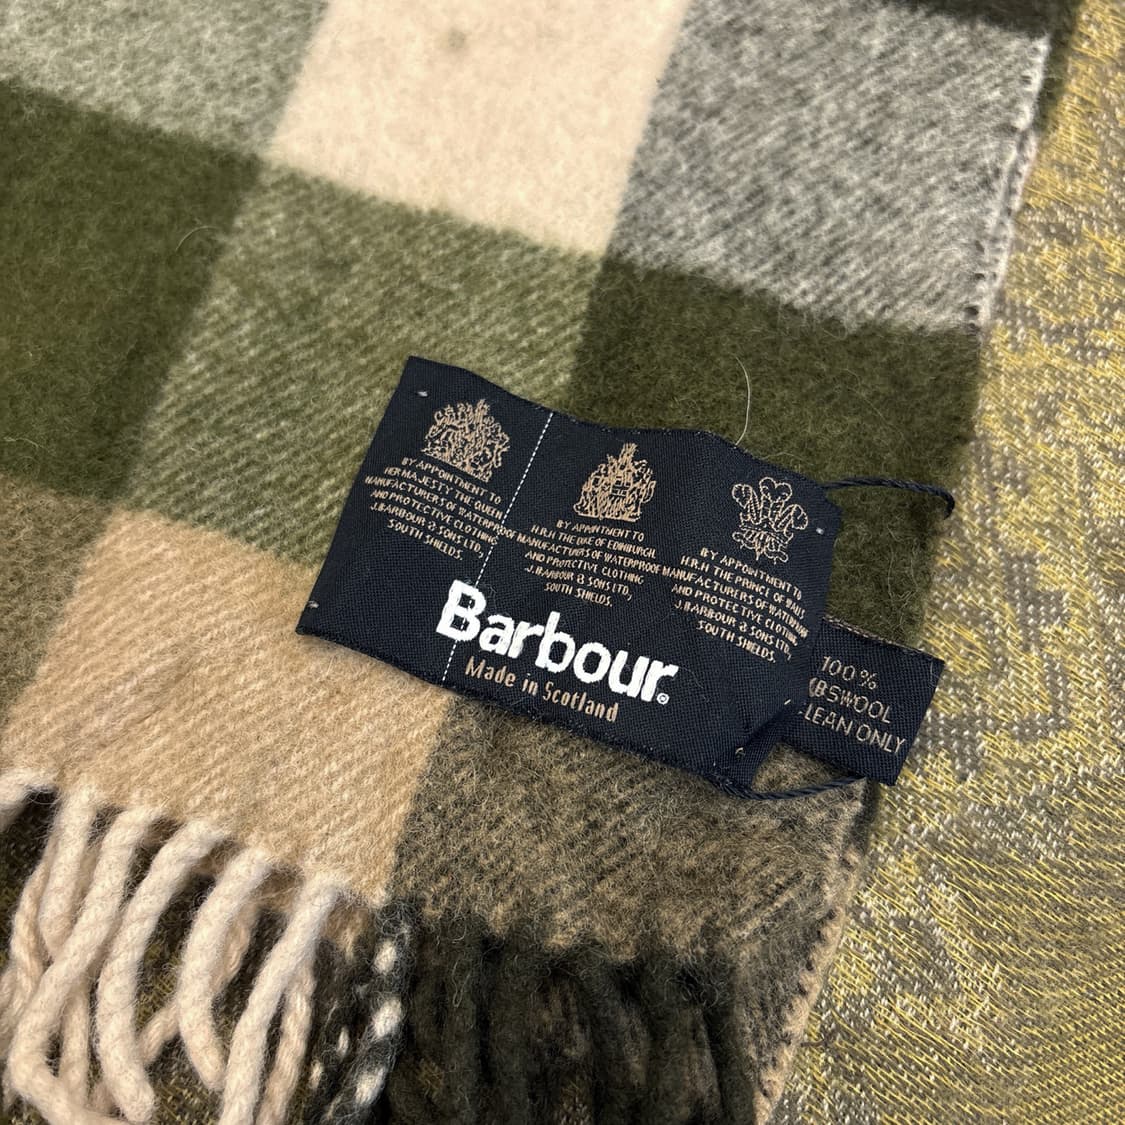 BY APPOINTMENT TO
HER MAJESTY THE QUEEN
MANUFACTURERS OF WATERPROOF
AND PROTECTIVE CLOTHING
J.BARBOUR & SONS LTD,
SOUTH SHIELDS.
BY APPOINTMENT TO
H.R.H. THE DUKE OF EDINBURGH.
MANUFACTURERS OF WATERPROOF
AND PROTECTIVE CLOTHING
J.BARBOUR & SONS LTD,
SOUTH SHIELDS.
BY APPOINTMENT TO
H.R.H THE PRINCE OF WALES
MANUFACTURERS OF WATERPROOF
AND PROTECTIVE CLOTHING
J.BARBOUR & SONS LTD,
SOUTH SHIELDS.
Barbour®
Made in Scotland
100%
BSWOOL
LEAN ONLY